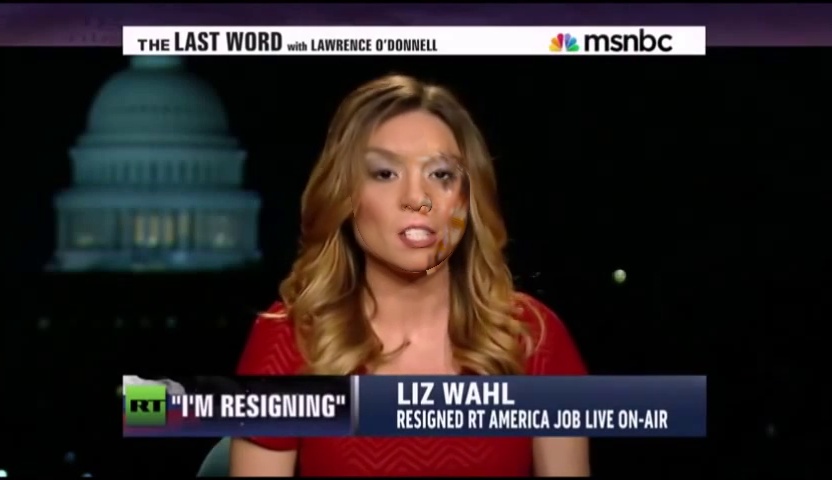 THE LAST WORD with LAWRENCE O'DONNELL
msnbc
RT
"I'M RESIGNING"
LIZ WAHL
RESIGNED RT AMERICA JOB LIVE ON-AIR